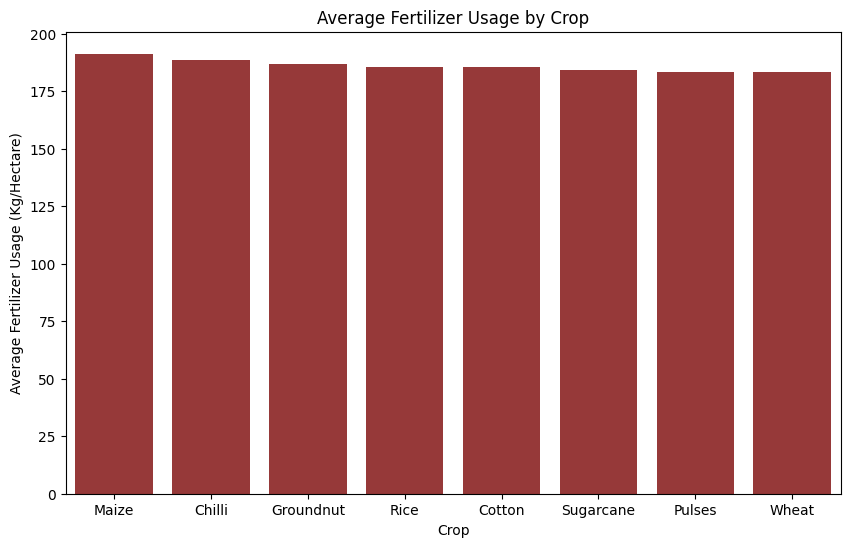 Average Fertilizer Usage by Crop
Average Fertilizer Usage (Kg/Hectare)
200
175
150
125
100
75
50
25
0
Maize Chilli Groundnut Rice Cotton Sugarcane Pulses Wheat
Crop